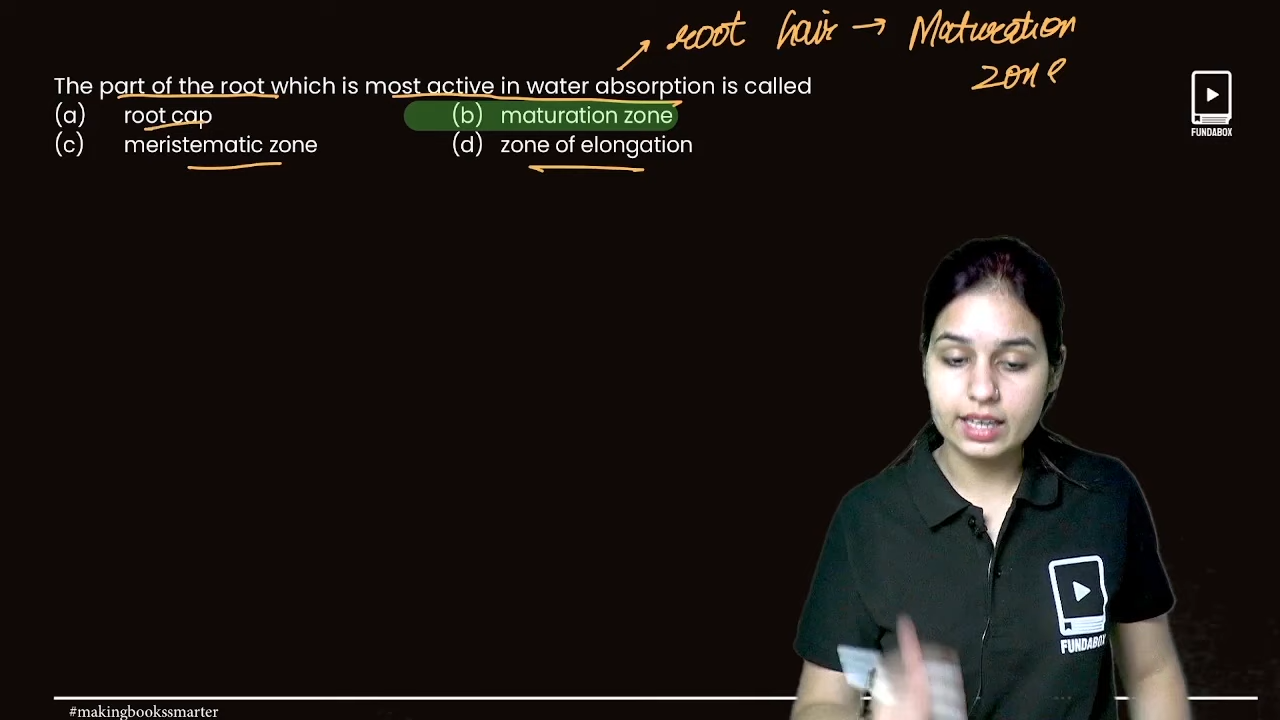 root hair → Maturation
zone
The part of the root which is most active in water absorption is called
(a) root cap (b) maturation zone
(c) meristematic zone (d) zone of elongation
FUNDABOX
FUNDABOX
#makingbookssmarter